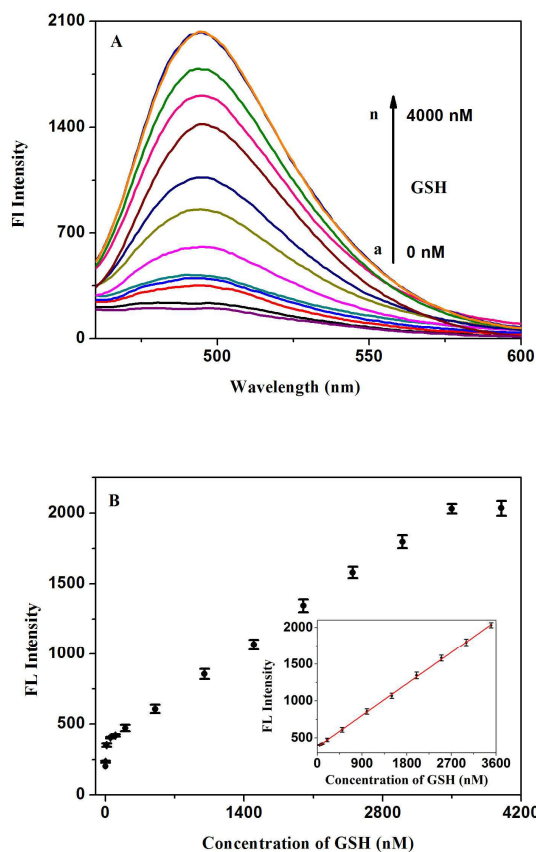 A
2100
1400
700
0
Fl Intensity
n 4000 nM
GSH
a 0 nM
500 550 600
Wavelength (nm)
B
2000
1500
1000
500
0
FL Intensity
0 1400 2800 4200
Concentration of GSH (nM)
2000
1500
1000
500
FL Intensity
0 900 1800 2700 3600
Concentration of GSH (nM)